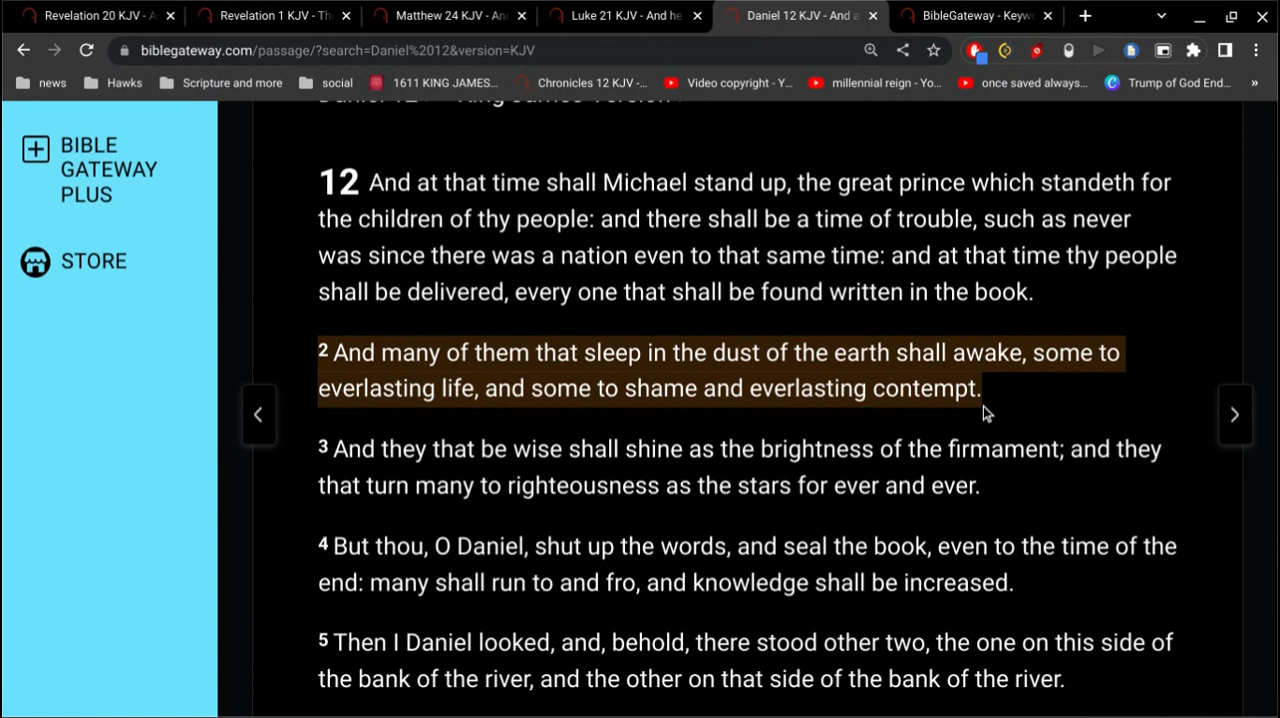 Revelation 20 KJV - A
Revelation 1 KJV - Th
Matthew 24 KJV - An
Luke 21 KJV - And he
Daniel 12 KJV - And a
BibleGateway - Keyw
biblegateway.com/passage/?search=Daniel%2012&version=KJV
news
Hawks
Scripture and more
social
1611 KING JAMES...
Chronicles 12 KJV -...
Video copyright - Y...
millennial reign - Yo...
once saved always...
Trump of God End...
»
BIBLE
GATEWAY
PLUS
STORE
12 And at that time shall Michael stand up, the great prince which standeth for
the children of thy people: and there shall be a time of trouble, such as never
was since there was a nation even to that same time: and at that time thy people
shall be delivered, every one that shall be found written in the book.
2 And many of them that sleep in the dust of the earth shall awake, some to
everlasting life, and some to shame and everlasting contempt.
3 And they that be wise shall shine as the brightness of the firmament; and they
that turn many to righteousness as the stars for ever and ever.
4 But thou, O Daniel, shut up the words, and seal the book, even to the time of the
end: many shall run to and fro, and knowledge shall be increased.
5 Then I Daniel looked, and, behold, there stood other two, the one on this side of
the bank of the river, and the other on that side of the bank of the river.